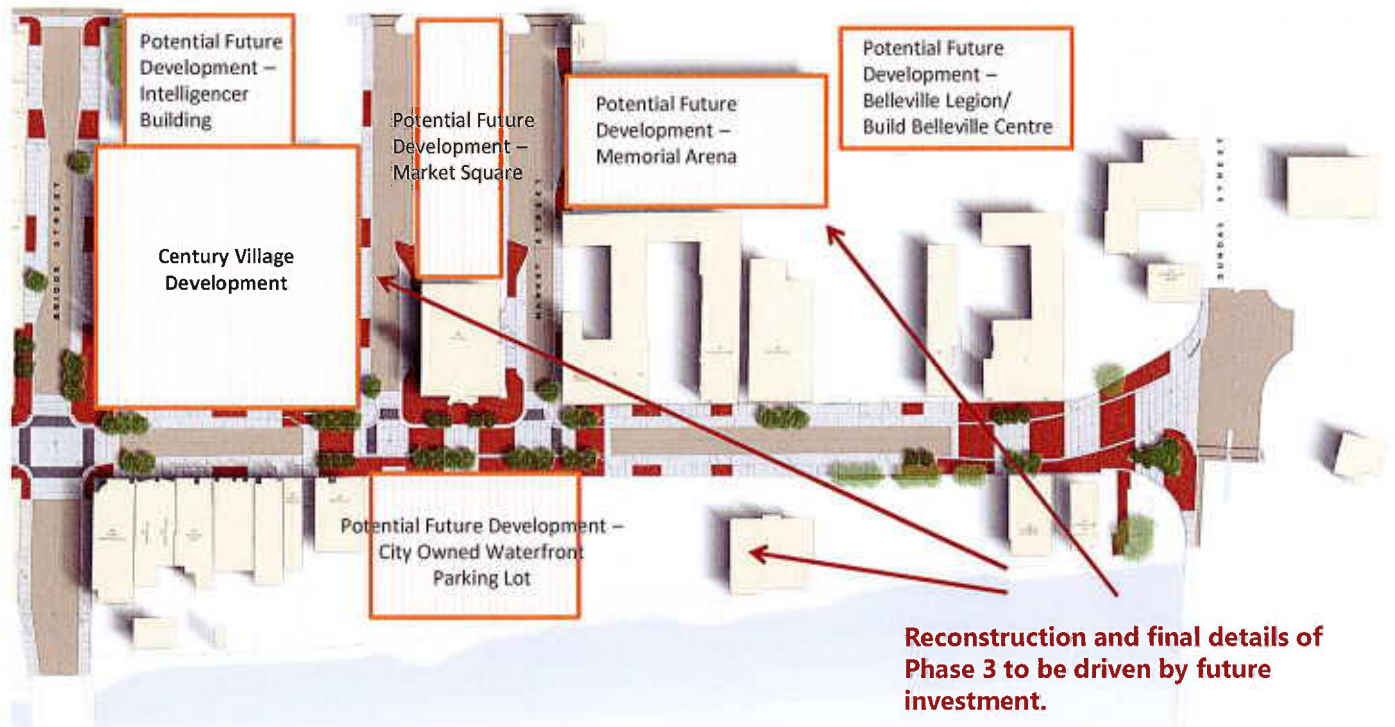 Potential Future
Development –
Intelligencer
Building
Potential Future
Development –
Market Square
Potential Future
Development –
Memorial Arena
Potential Future
Development –
Belleville Legion/
Build Belleville Centre
Century Village
Development
BRIDGE STREET
MARKET STREET
DUNDAS STREET
Potential Future Development –
City Owned Waterfront
Parking Lot
Reconstruction and final details of
Phase 3 to be driven by future
investment.